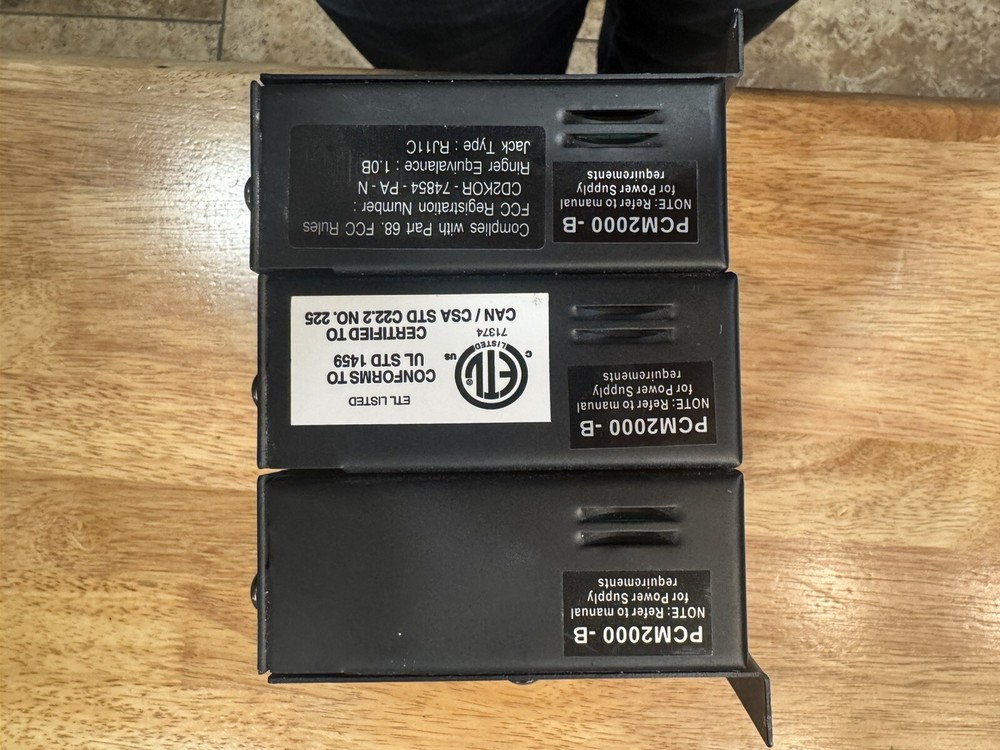 PCM2000 -B
NOTE: Refer to manual
for Power Supply
requirements
PCM2000 -B
NOTE: Refer to manual
for Power Supply
requirements
ETL LISTED
CONFORMS TO
UL STD 1459
CERTIFIED TO
CAN / CSA STD C22.2 NO. 225
C ETL US
LISTED
71374
PCM2000 -B
NOTE: Refer to manual
for Power Supply
requirements
Complies with Part 68. FCC Rules
FCC Registration Number :
CD2KOR - 74854 - PA - N
Ringer Equivalance : 1.0B
Jack Type : RJ11C